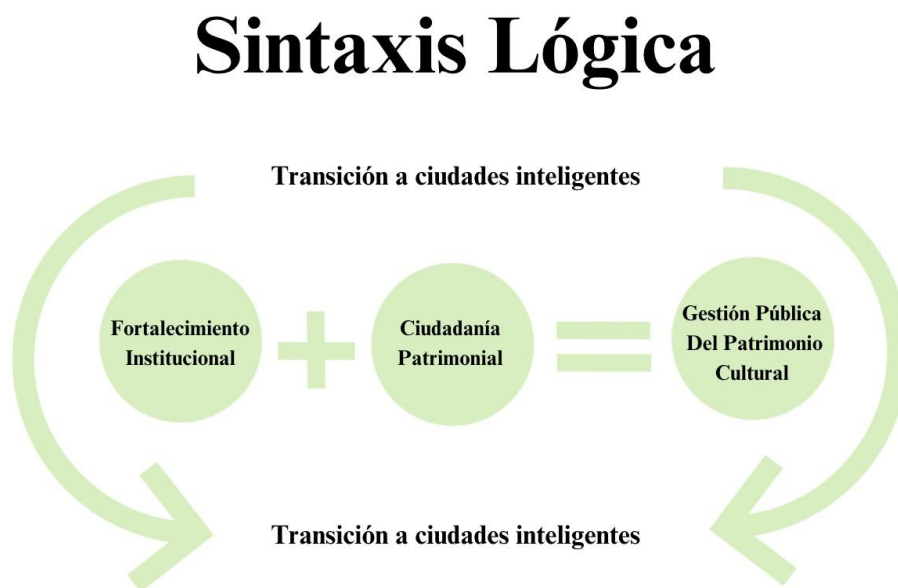 Sintaxis Lógica
Transición a ciudades inteligentes
Fortalecimiento
Institucional
+
Ciudadanía
Patrimonial
=
Gestión Pública
Del Patrimonio
Cultural
Transición a ciudades inteligentes